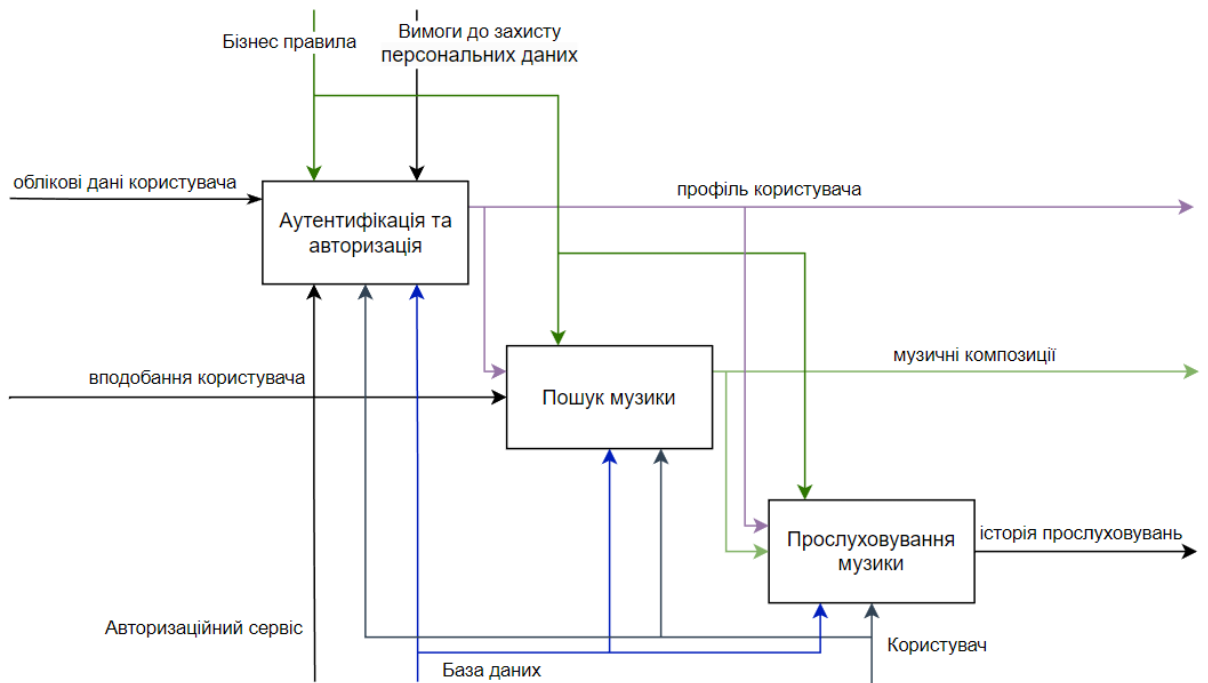 Бізнес правила
Вимоги до захисту
персональних даних
облікові дані користувача
Аутентифікація та
авторизація
профіль користувача
вподобання користувача
Пошук музики
музичні композиції
Прослуховування
музики
історія прослуховувань
Авторизаційний сервіс
База даних
Користувач